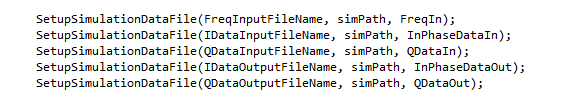 SetupSimulationDataFile(FreqInputFileName, simPath, FreqIn);
SetupSimulationDataFile(IDataInputFileName, simPath, InPhaseDataIn);
SetupSimulationDataFile(QDataInputFileName, simPath, QDataIn);
SetupSimulationDataFile(IDataOutputFileName, simPath, InPhaseDataOut);
SetupSimulationDataFile(QDataOutputFileName, simPath, QDataOut);